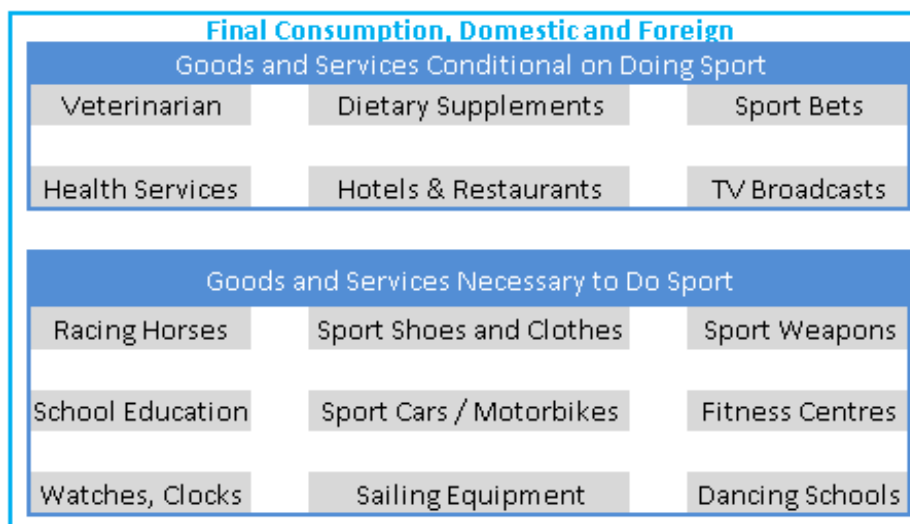 Final Consumption, Domestic and Foreign
Goods and Services Conditional on Doing Sport
Veterinarian Dietary Supplements Sport Bets
Health Services Hotels & Restaurants TV Broadcasts
Goods and Services Necessary to Do Sport
Racing Horses Sport Shoes and Clothes Sport Weapons
School Education Sport Cars / Motorbikes Fitness Centres
Watches, Clocks Sailing Equipment Dancing Schools